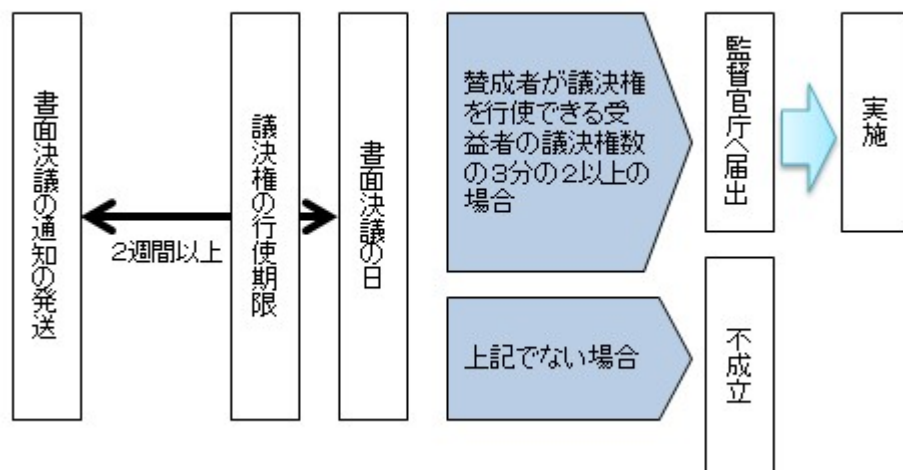 書面決議の通知の発送
2週間以上
議決権の行使期限
書面決議の日
賛成者が議決権
を行使できる受
益者の議決権数
の3分の2以上の
場合
監督官庁へ届出
実施
上記でない場合
不成立